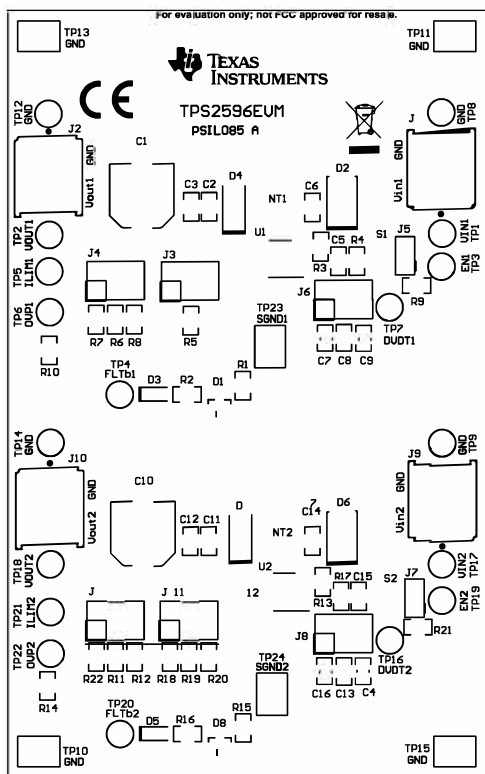 For evaluation only; not FCC approved for resale.
TP13
GND
TP11
GND
TEXAS
INSTRUMENTS
CE
TPS2596EVM
PSIL085 A
TP12
GND
J2
GND
Vout1
C1
C3 C2
D4
NT1
C6
D2
J
GND
TP8
GND
Vin1
U1
S1
J5
VIN1
TP1
TP2
VOUT1
C5 R4
R3
EN1
TP3
TP5
ILIM1
J4
J3
J6
R9
TP6
OVP1
R7 R6 R8
R5
TP23
SGND1
TP7
DVDT1
R10
C7 C8 C9
TP4
FLTb1
D3
R2
D1
R1
TP14
GND
TP9
GND
J10
GND
Vout2
C10
C12 C11
D
NT2
7
C14
D6
J9
GND
Vin2
U2
S2
J7
VIN2
TP17
TP18
VOUT2
R17 C15
R13
EN2
TP19
TP21
ILIM2
J
J 11
12
J8
R21
TP22
OVP2
R22 R11 R12
R18 R19 R20
TP24
SGND2
TP16
DVDT2
R14
C16 C13 C4
TP20
FLTb2
D5
R16
D8
R15
TP10
GND
TP15
GND